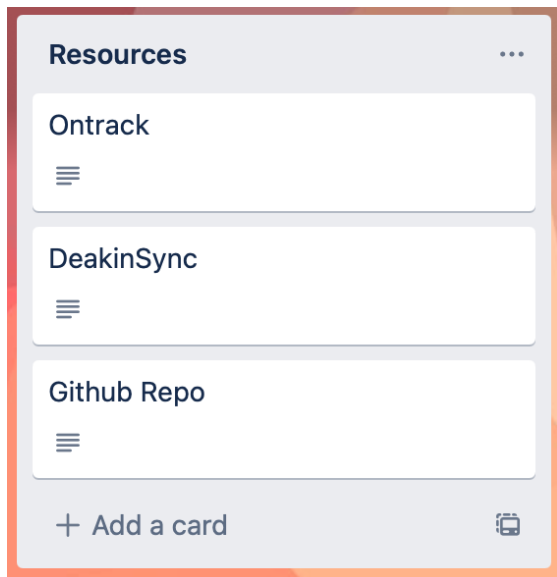 Resources
Ontrack
DeakinSync
Github Repo
Add a card